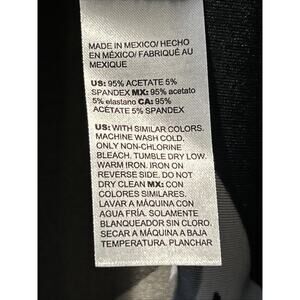 MADE IN MEXICO/ HECHO
EN MÉXICO/ FABRIQUÉ AU
MEXIQUE
US: 95% ACETATE 5%
SPANDEX MX: 95% acetato
5% elastano CA: 95%
ACÉTATE 5% SPANDEX
US: WITH SIMILAR COLORS.
MACHINE WASH COLD.
ONLY NON-CHLORINE
BLEACH. TUMBLE DRY LOW.
WARM IRON. IRON ON
REVERSE SIDE. DO NOT
DRY CLEAN MX: CON
COLORES SIMILARES.
LAVAR A MÁQUINA CON
AGUA FRÍA. SOLAMENTE
BLANQUEADOR SIN CLORO.
SECAR A MÁQUINA A BAJA
TEMPERATURA. PLANCHAR